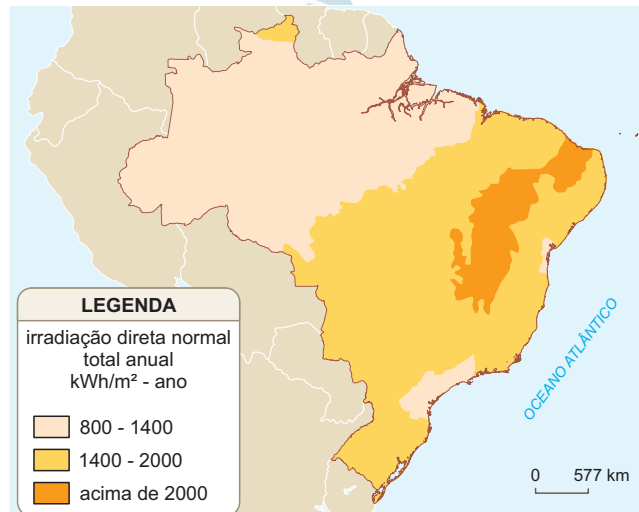 LEGENDA
irradiação direta normal
total anual
kWh/m² - ano
800 - 1400
1400 - 2000
acima de 2000
OCEANO ATLÂNTICO
0 577 km